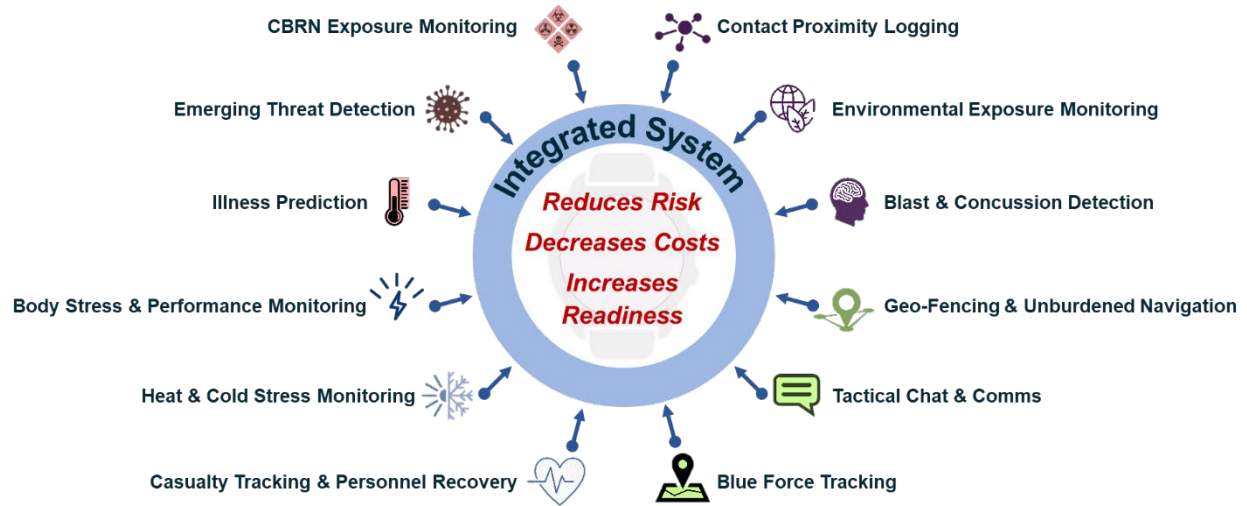 CBRN Exposure Monitoring
Contact Proximity Logging
Emerging Threat Detection
Environmental Exposure Monitoring
Integrated System
Illness Prediction
Reduces Risk
Blast & Concussion Detection
Decreases Costs
Increases
Readiness
Body Stress & Performance Monitoring
Geo-Fencing & Unburdened Navigation
Heat & Cold Stress Monitoring
Tactical Chat & Comms
Casualty Tracking & Personnel Recovery
Blue Force Tracking